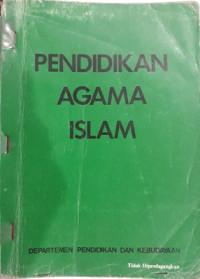 PENDIDIKAN
AGAMA
ISLAM
DEPARTEMEN PENDIDIKAN DAN KEBUDAYAAN
Tidak Diperdagangkan